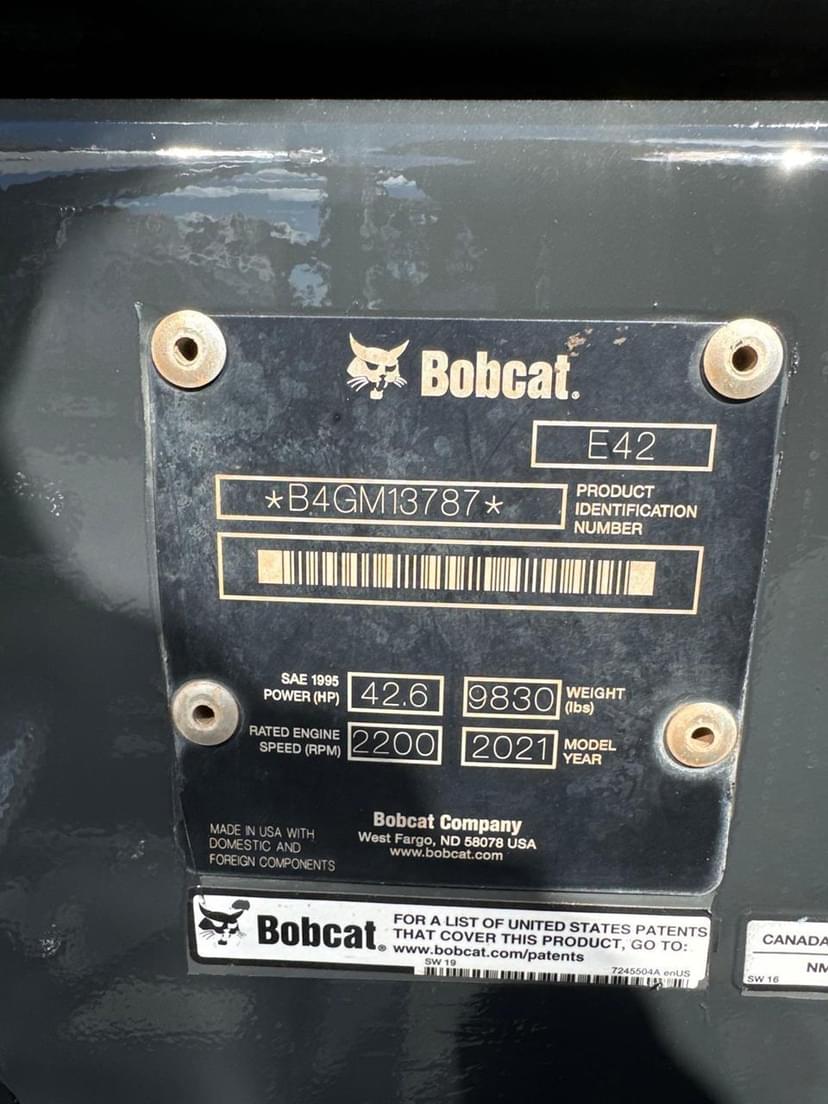 Bobcat®
E42
*B4GM13787*
PRODUCT
IDENTIFICATION
NUMBER
SAE 1995
POWER (HP)
42.6
9830
WEIGHT
(lbs)
RATED ENGINE
SPEED (RPM)
2200
2021
MODEL
YEAR
MADE IN USA WITH
DOMESTIC AND
FOREIGN COMPONENTS
Bobcat Company
West Fargo, ND 58078 USA
www.bobcat.com
Bobcat®
FOR A LIST OF UNITED STATES PATENTS
THAT COVER THIS PRODUCT, GO TO:
www.bobcat.com/patents
SW 19
7245504A enUS
CANADA
NM
SW 16